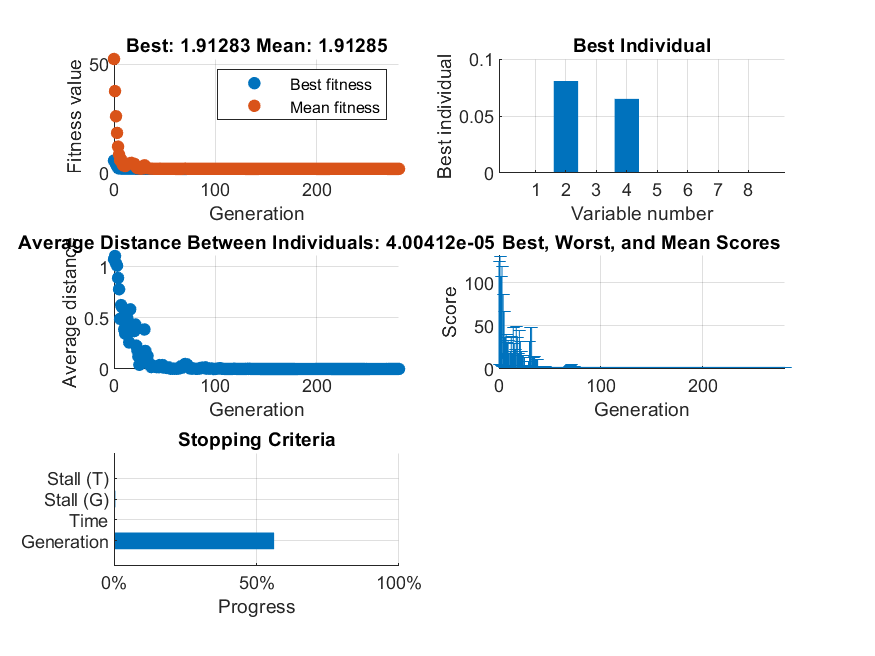 Best: 1.91283 Mean: 1.91285
Fitness value
50
0
Best fitness
Mean fitness
0 100 200
Generation
Best Individual
Best individual
0.1
0.05
0
1 2 3 4 5 6 7 8
Variable number
Average Distance Between Individuals: 4.00412e-05
Average distance
1
0.5
0
0 100 200
Generation
Best, Worst, and Mean Scores
Score
100
50
0
0 100 200
Generation
Stopping Criteria
Stall (T)
Stall (G)
Time
Generation
0% 50% 100%
Progress